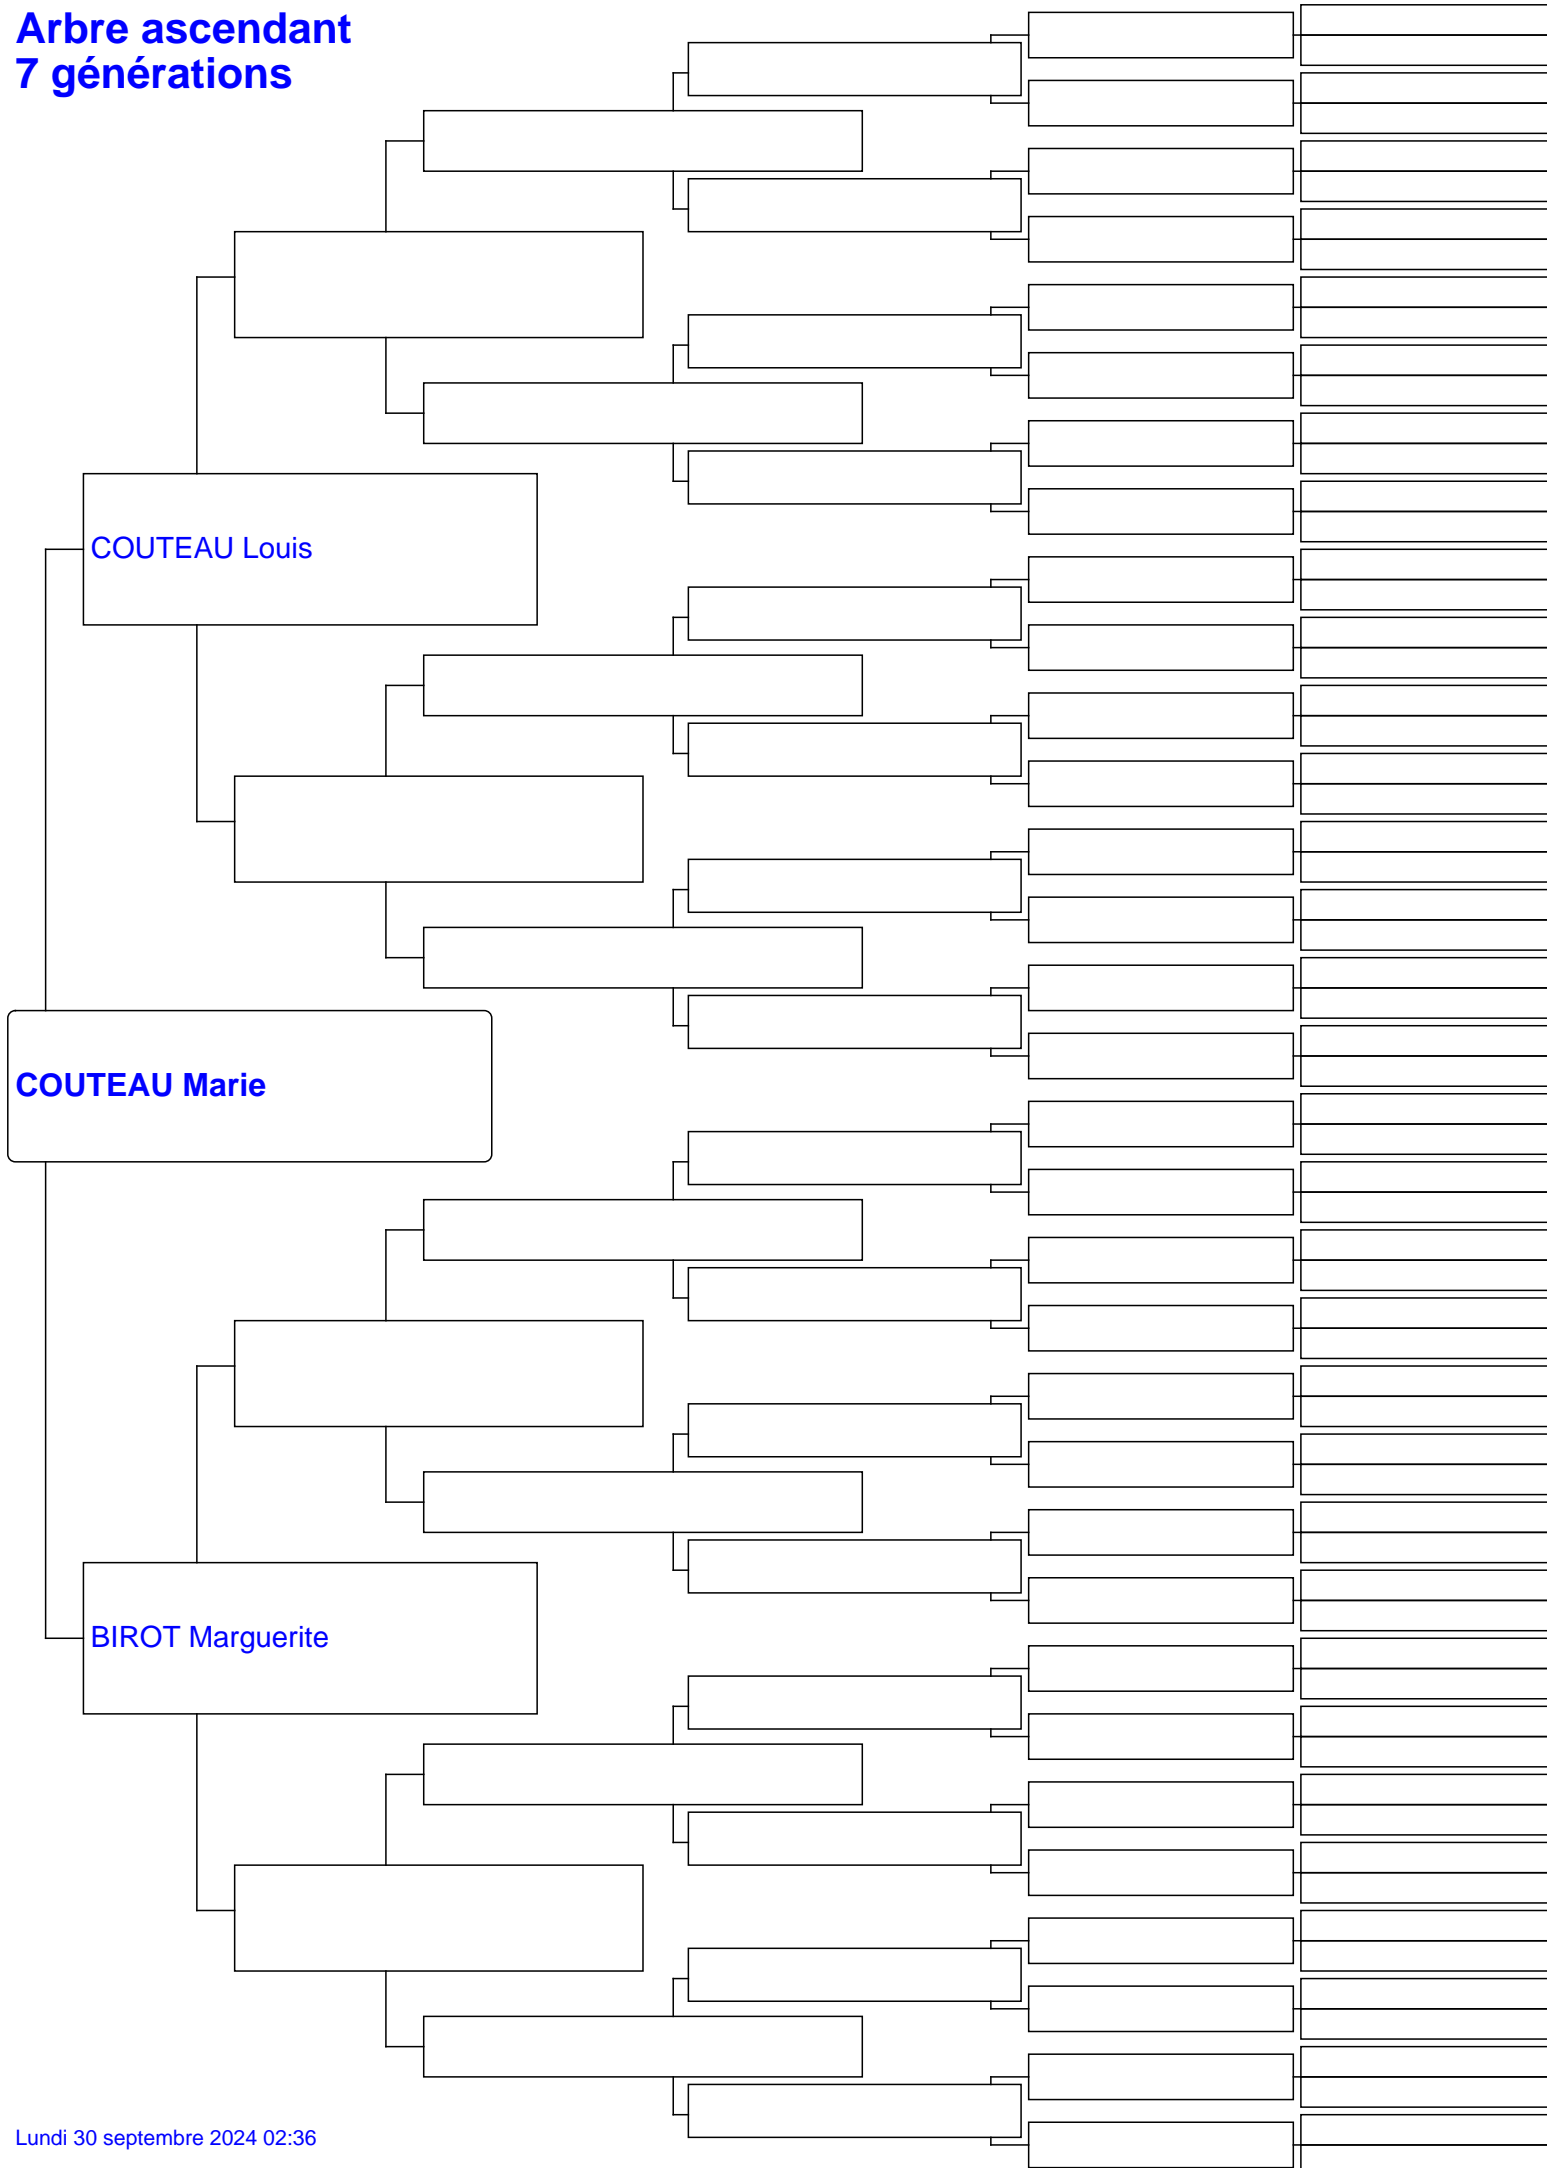 Arbre ascendant
7 générations
COUTEAU Louis
COUTEAU Marie
BIROT Marguerite
Lundi 30 septembre 2024 02:36